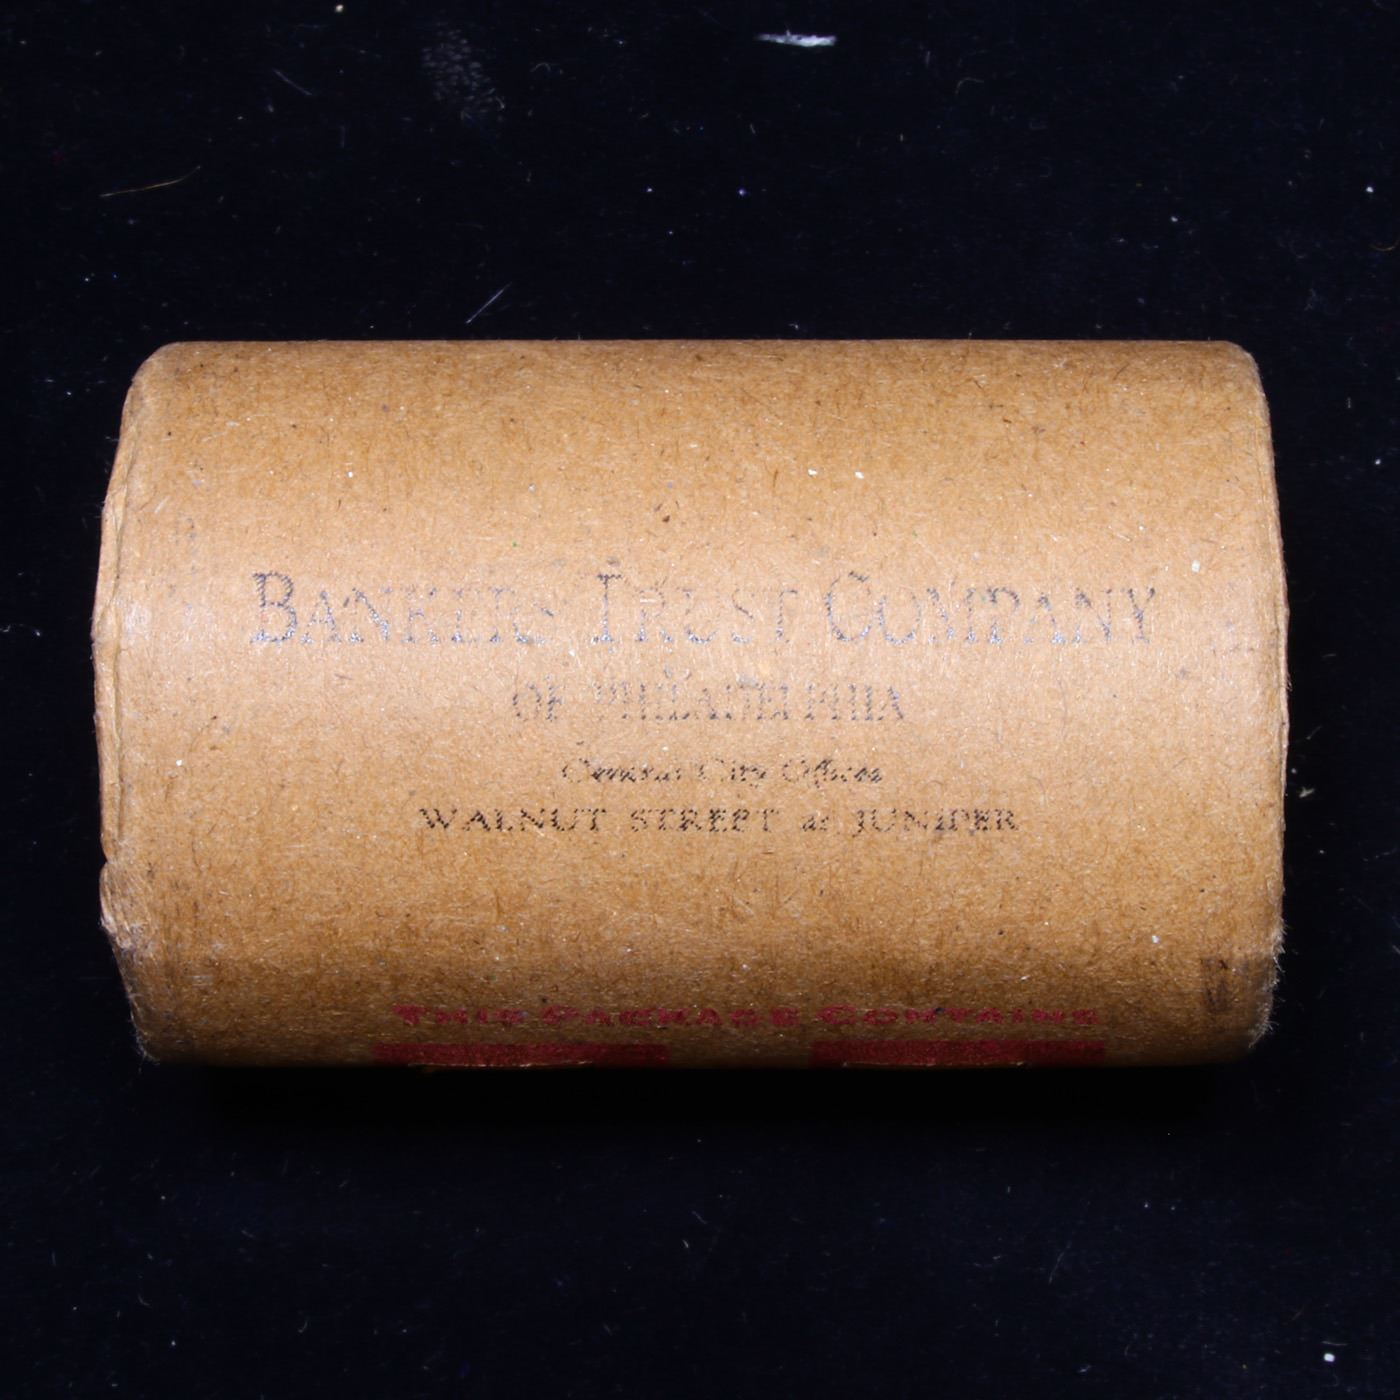 BANKERS TRUST COMPANY
OF PHILADELPHIA
Central City Offices
WALNUT STREET at JUNIPER
THIS PACKAGE CONTAINS